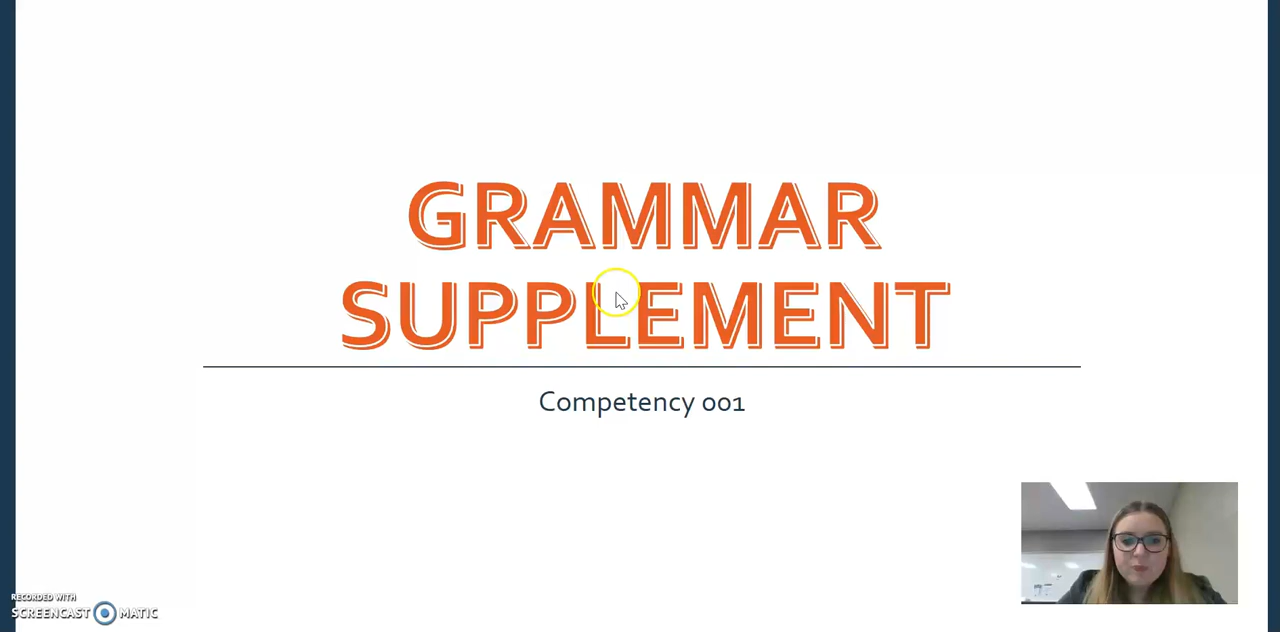 GRAMMAR
SUPPLEMENT
Competency 001
RECORDED WITH
SCREENCAST MATIC